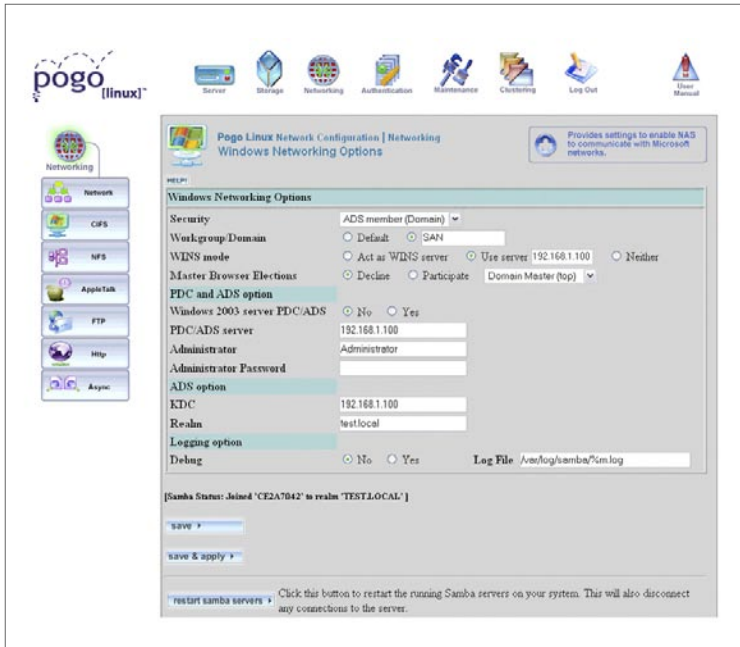 pogo
[linux]™
Server Storage Networking Authentication Maintenance Clustering Log Out User Manual
Networking
Network
CIFS
NFS
AppleTalk
FTP
Http
Async
Pogo Linux Network Configuration | Networking
Windows Networking Options
Provides settings to enable NAS
to communicate with Microsoft
networks.
HELP!
Windows Networking Options
Security ADS member (Domain)
Workgroup/Domain Default SAN
WINS mode Act as WINS server Use server 192.168.1.100 Neither
Master Browser Elections Decline Participate Domain Master (top)
PDC and ADS option
Windows 2003 server PDC/ADS No Yes
PDC/ADS server 192.168.1.100
Administrator Administrator
Administrator Password
ADS option
KDC 192.168.1.100
Realm test.local
Logging option
Debug No Yes Log File /var/log/samba/%m.log
[Samba Status: Joined 'CE2A7042' to realm 'TEST.LOCAL' ]
save
save & apply
restart samba servers Click this button to restart the running Samba servers on your system. This will also disconnect
any connections to the server.